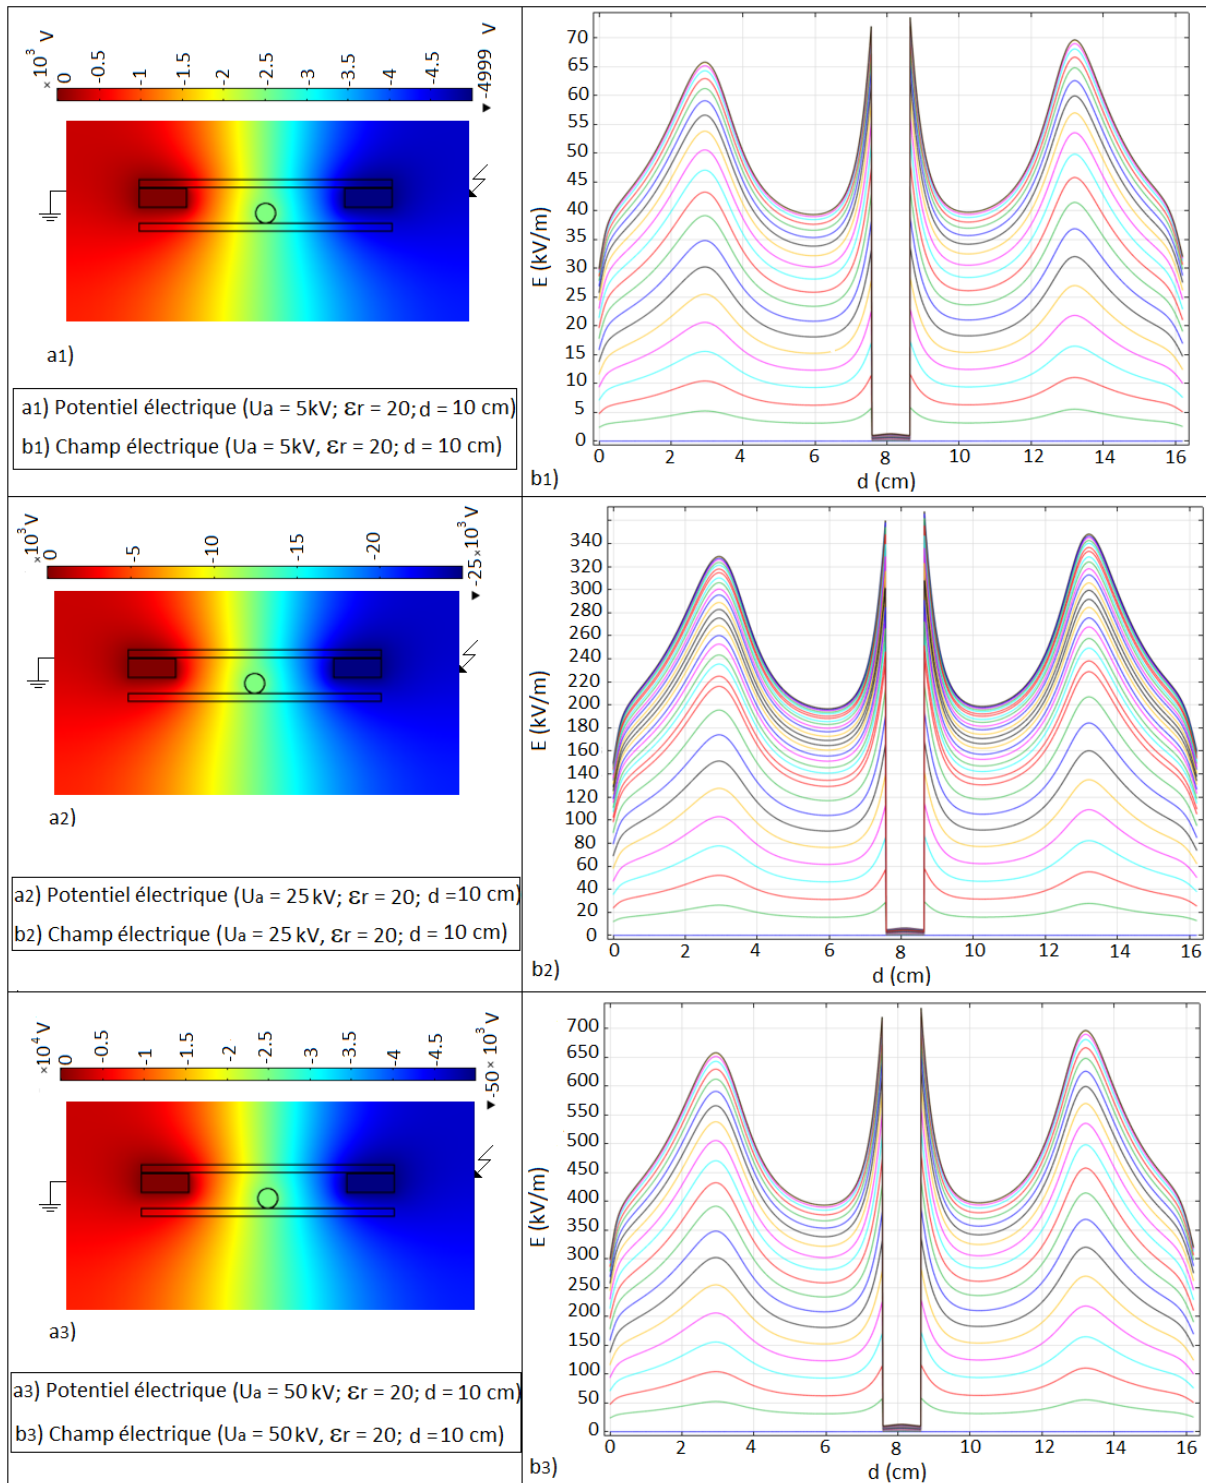 ×10³ V
0 -0.5 -1 -1.5 -2 -2.5 -3 -3.5 -4 -4.5
▼ -4999 V
a1)
a1) Potentiel électrique (Ua = 5kV; Ɛr = 20; d = 10 cm)
b1) Champ électrique (Ua = 5kV, Ɛr = 20; d = 10 cm)
E (kV/m)
70
65
60
55
50
45
40
35
30
25
20
15
10
5
0
0 2 4 6 8 10 12 14 16
d (cm)
b1)
×10³ V
0 -5 -10 -15 -20
▼ -25×10³ V
a2)
a2) Potentiel électrique (Ua = 25 kV; Ɛr = 20; d =10 cm)
b2) Champ électrique (Ua = 25 kV, Ɛr = 20; d = 10 cm)
E (kV/m)
340
320
300
280
260
240
220
200
180
160
140
120
100
80
60
40
20
0
0 2 4 6 8 10 12 14 16
d (cm)
b2)
×10⁴ V
0 -0.5 -1 -1.5 -2 -2.5 -3 -3.5 -4 -4.5
▼ -50×10³ V
a3)
a3) Potentiel électrique (Ua = 50 kV; Ɛr = 20; d = 10 cm)
b3) Champ électrique (Ua = 50 kV, Ɛr = 20; d =10 cm)
E (kV/m)
700
650
600
550
500
450
400
350
300
250
200
150
100
50
0
0 2 4 6 8 10 12 14 16
d (cm)
b3)